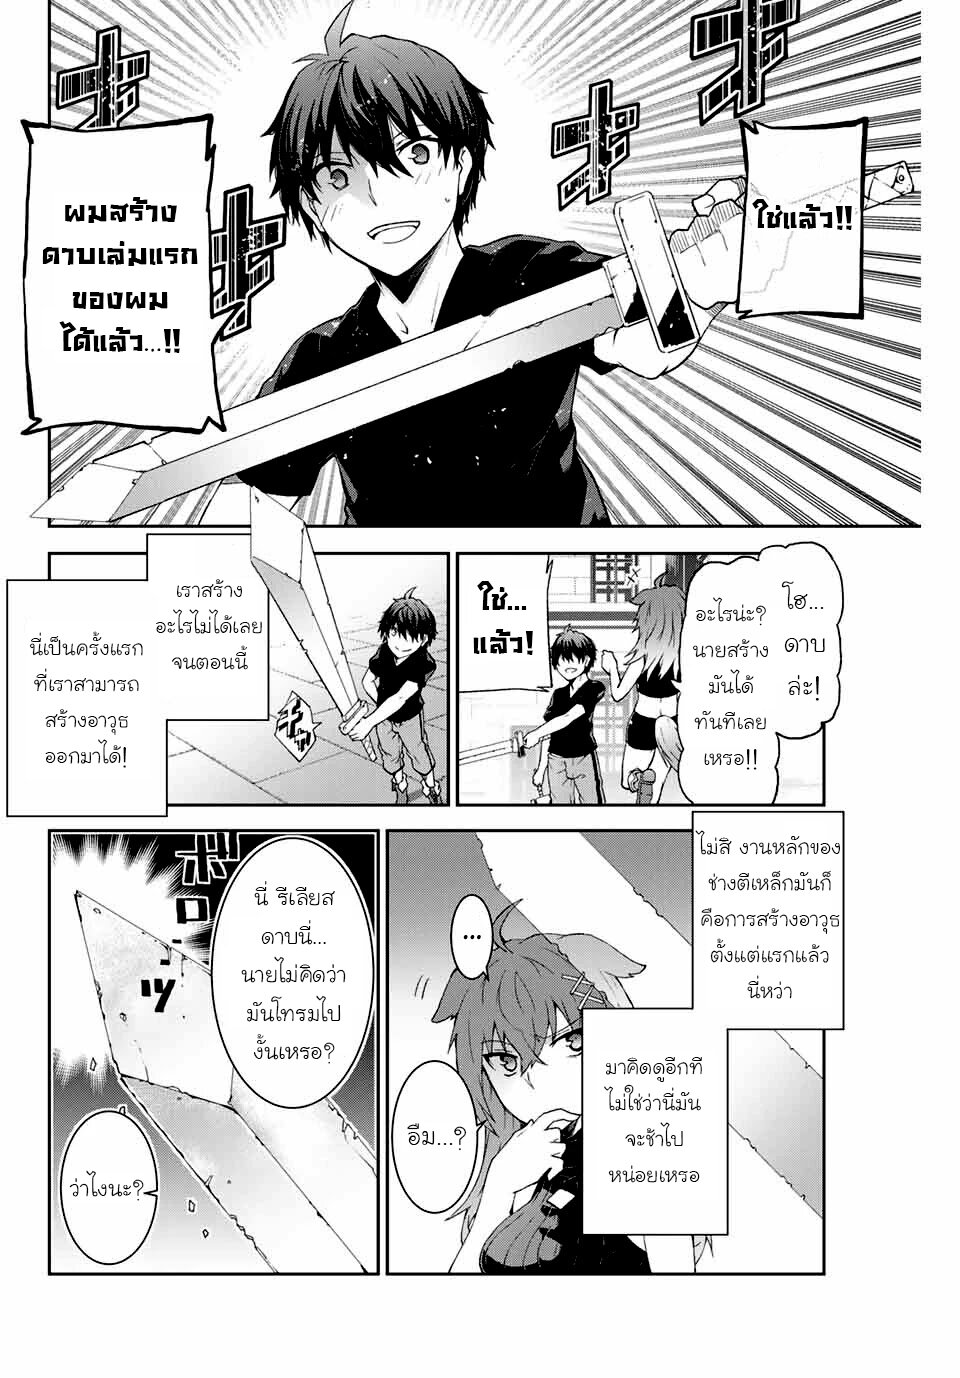 ใช่แล้ว!!
ผมสร้าง
ดาบเล่มแรก
ของผม
ได้แล้ว...!!
โฮ...
ดาบ
ล่ะ!
อะไรน่ะ?
นายสร้าง
มันได้
ทันทีเลย
เหรอ!!
ใช่...
แล้ว!
เราสร้าง
อะไรไม่ได้เลย
จนตอนนี้
นี่เป็นครั้งแรก
ที่เราสามารถ
สร้างอาวุธ
ออกมาได้!
ไม่สิ งานหลักของ
ช่างตีเหล็กมันก็
คือการสร้างอาวุธ
ตั้งแต่แรกแล้ว
นี่หว่า
มาคิดดูอีกที
ไม่ใช่ว่านี่มัน
จะช้าไป
หน่อยเหรอ
...
อืม...?
นี่ รีเลียส
ดาบนี่...
นายไม่คิดว่า
มันโทรมไป
งั้นเหรอ?
ボロッ
ว่าไงนะ?